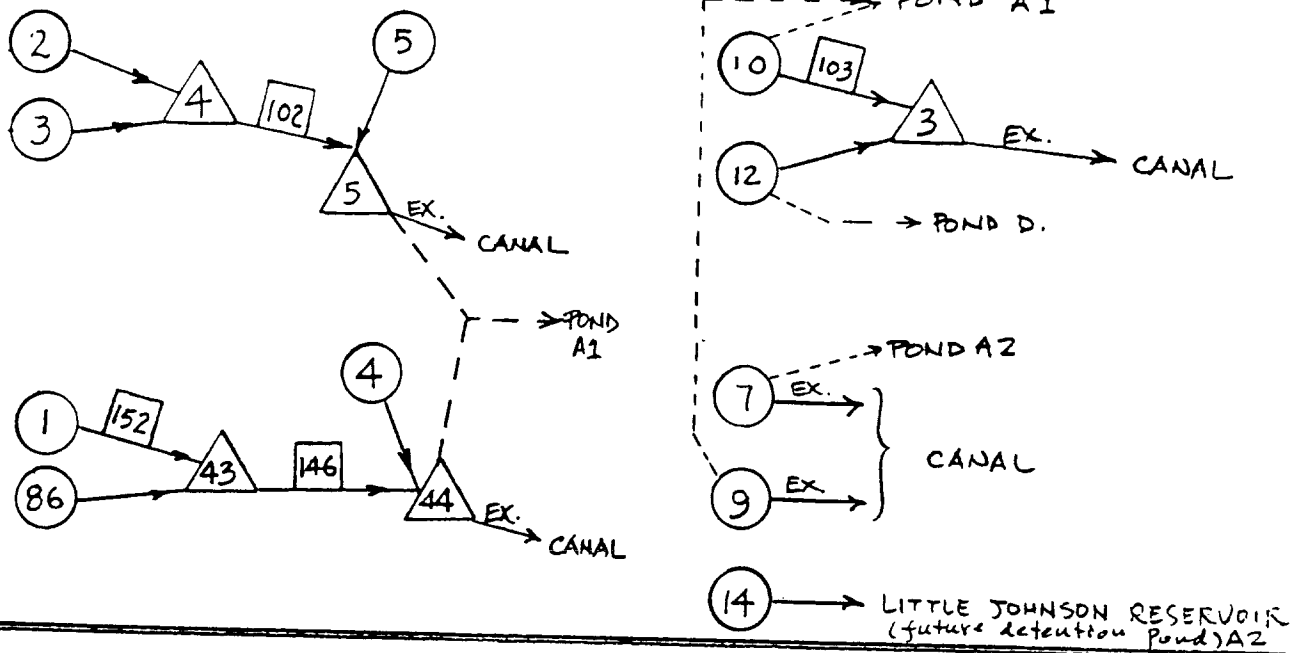 POND A1
2
5
10
103
4
102
3
3
EX.
CANAL
12
5
EX.
CANAL
POND D.
POND
A1
POND A2
4
7
EX.
1
152
CANAL
43
146
86
44
EX.
9
EX.
CANAL
14
LITTLE JOHNSON RESERVOIR
(future detention Pond) A2